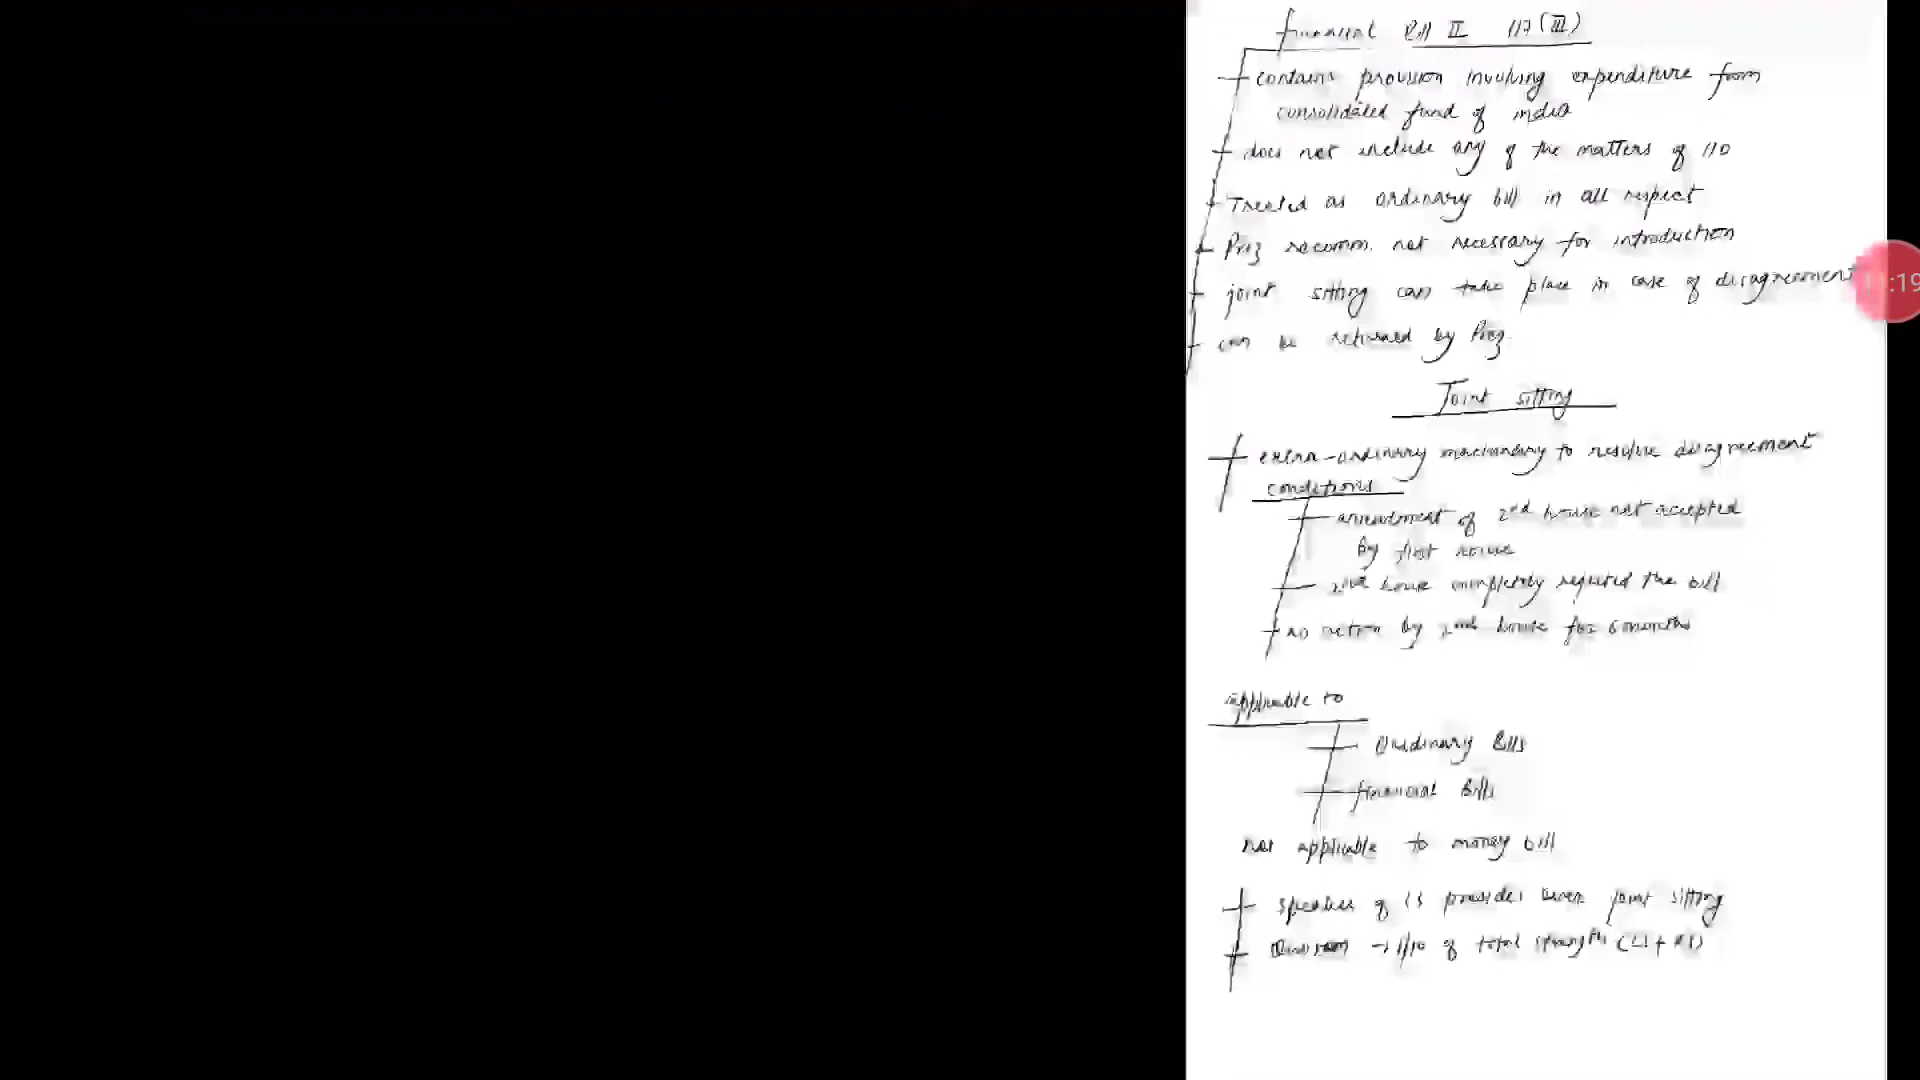 financial Bill II 117(III)
contains provision involving expenditure from
consolidated fund of india
does not include any of the matters of 110
Treated as ordinary bill in all respect
Prez recomm. not necessary for introduction
joint sitting can take place in case of disagreement
:19
can be returned by Prez.
Joint sitting
extra-ordinary to resolve disagreement
conditions
amendment of 2nd house not accepted
by first house
2nd house completely rejected the bill
no action by 2nd house for 6 months
applicable to
Ordinary Bills
financial Bills
not applicable to money bill
speaker of LS presides over joint sitting
→ 1/10 of total strength (LS + RS)